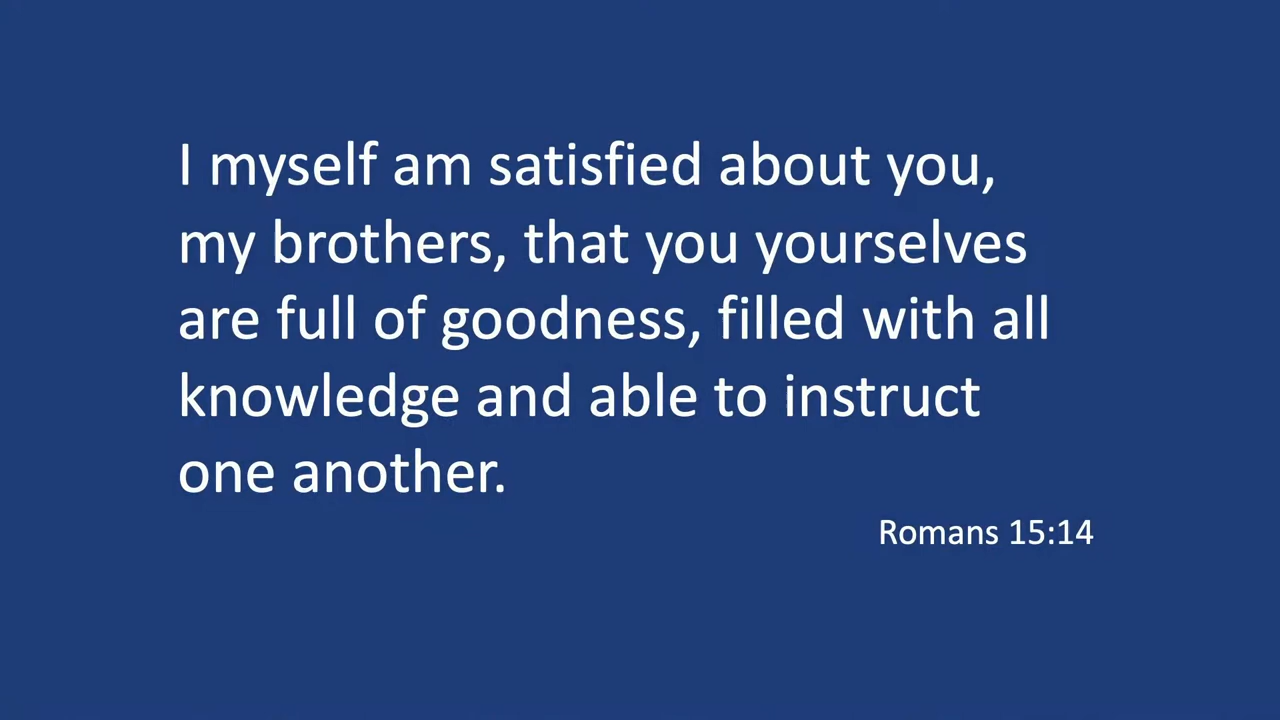 I myself am satisfied about you,
my brothers, that you yourselves
are full of goodness, filled with all
knowledge and able to instruct
one another.
Romans 15:14